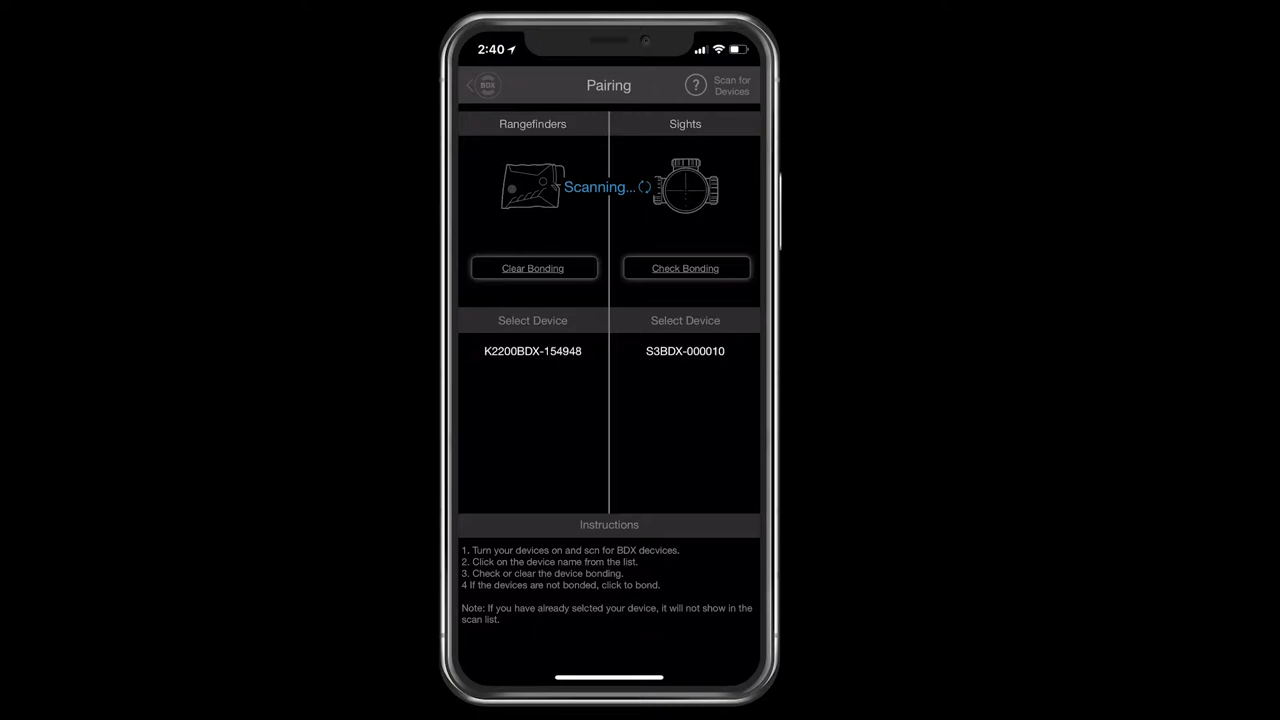 2:40
BDX
Pairing
?
Scan for
Devices
Rangefinders
Sights
Scanning...
Clear Bonding
Check Bonding
Select Device
Select Device
K2200BDX-154948
S3BDX-000010
Instructions
1. Turn your devices on and scn for BDX decvices.
2. Click on the device name from the list.
3. Check or clear the device bonding.
4 If the devices are not bonded, click to bond.
Note: If you have already selcted your device, it will not show in the
scan list.